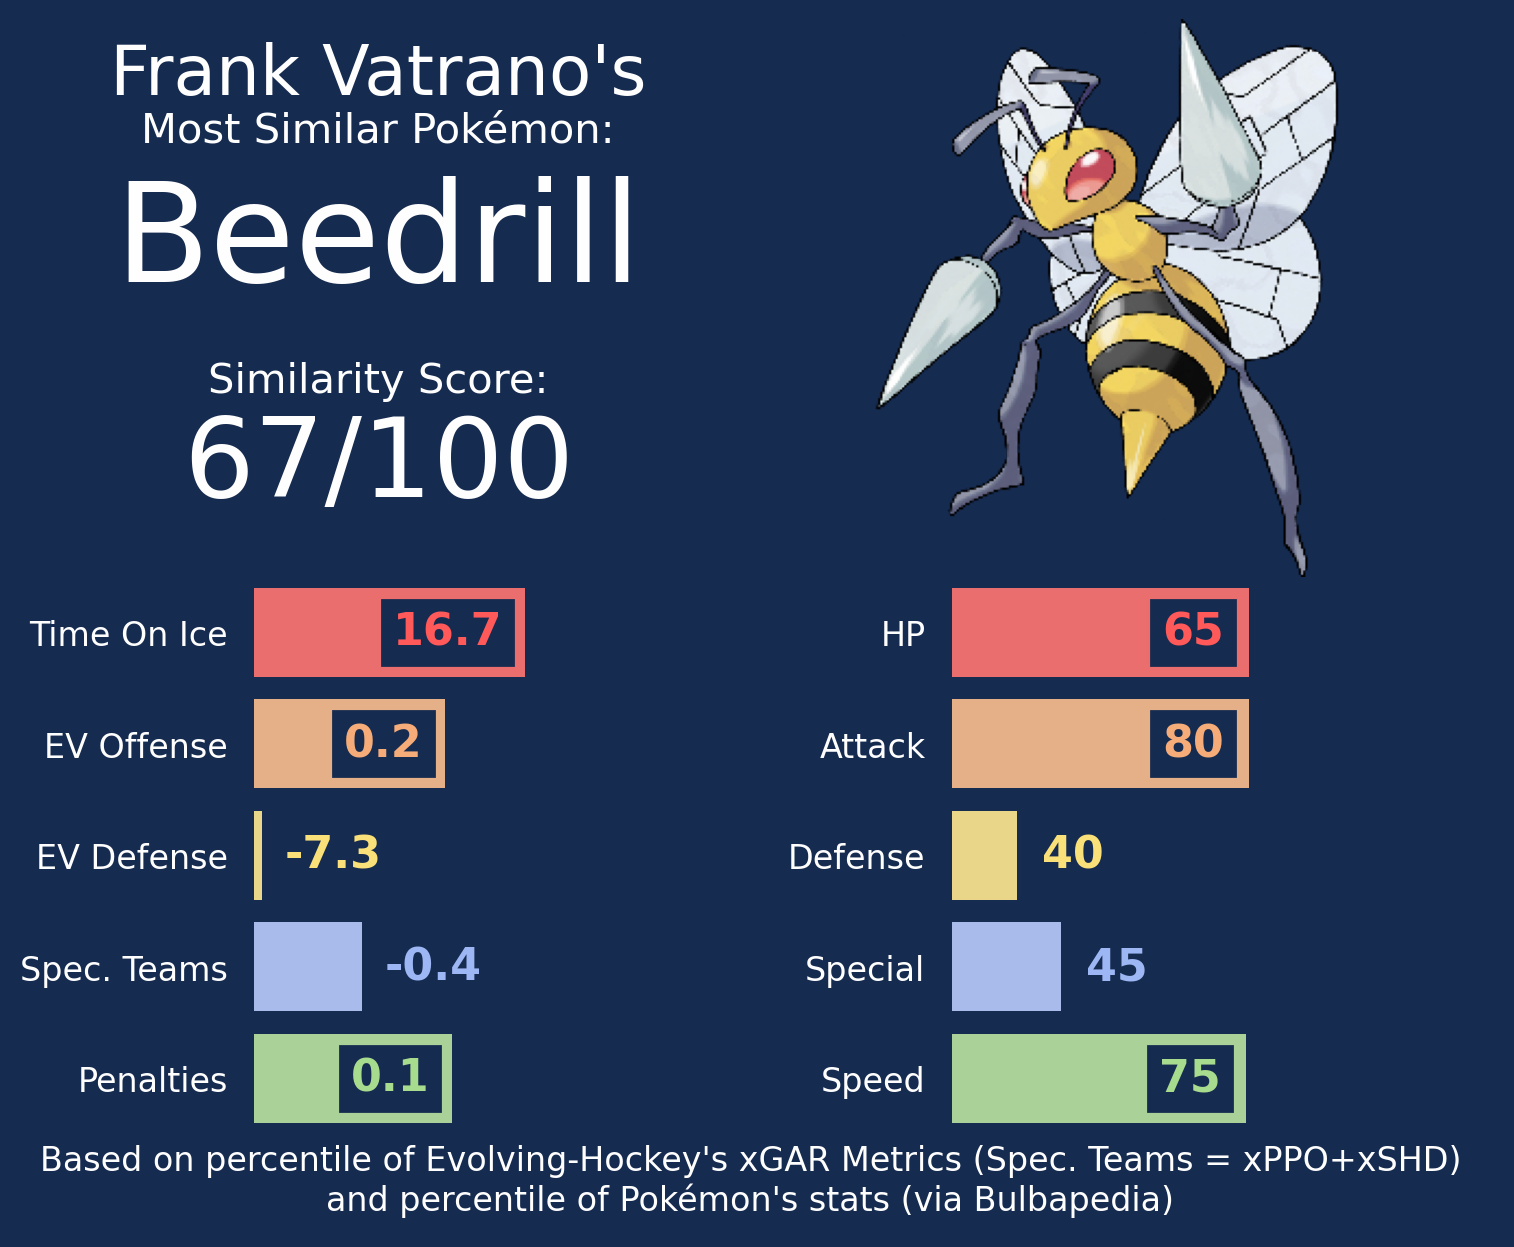 Frank Vatrano's
Most Similar Pokémon:
Beedrill
Similarity Score:
67/100
Time On Ice 16.7
EV Offense 0.2
EV Defense -7.3
Spec. Teams -0.4
Penalties 0.1
HP 65
Attack 80
Defense 40
Special 45
Speed 75
Based on percentile of Evolving-Hockey's xGAR Metrics (Spec. Teams = xPPO+xSHD)
and percentile of Pokémon's stats (via Bulbapedia)